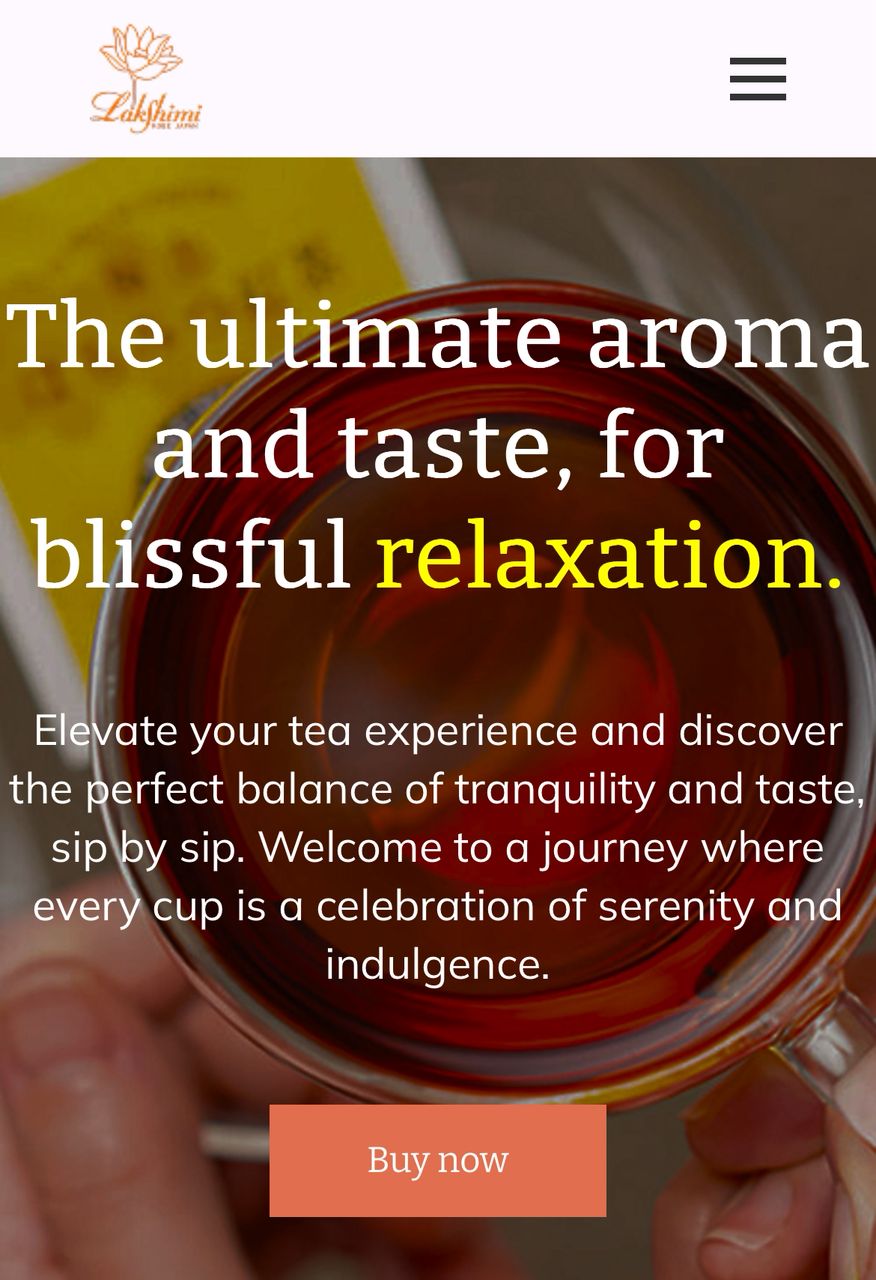 Lakshimi
KOBE JAPAN
The ultimate aroma
and taste, for
blissful relaxation.
Elevate your tea experience and discover
the perfect balance of tranquility and taste,
sip by sip. Welcome to a journey where
every cup is a celebration of serenity and
indulgence.
Buy now